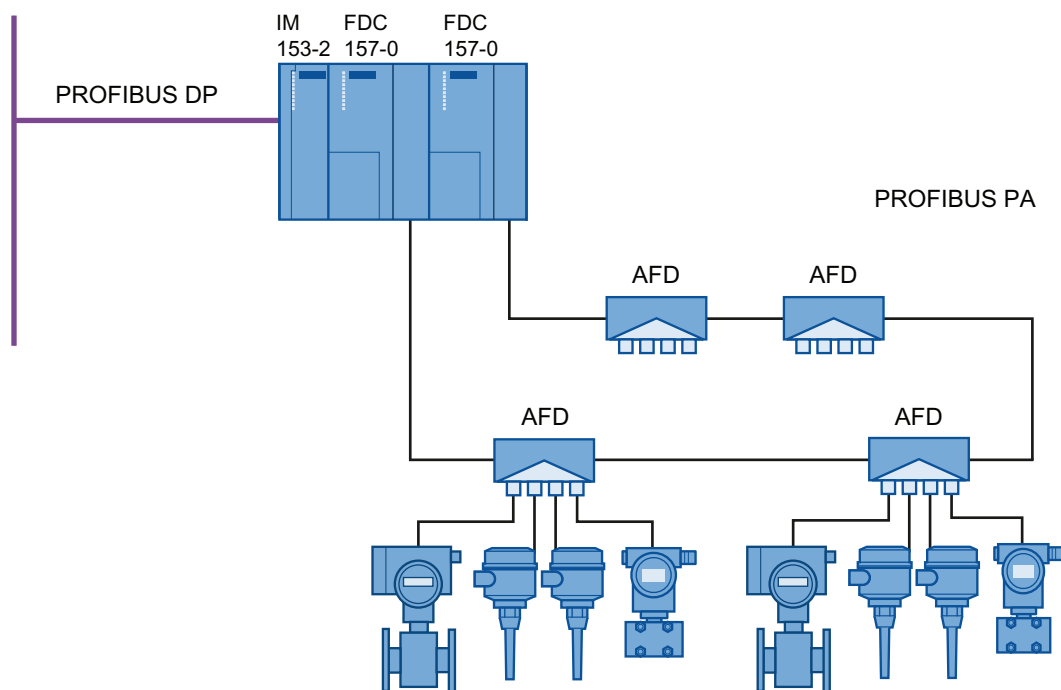 IM
153-2
FDC
157-0
FDC
157-0
PROFIBUS DP
PROFIBUS PA
AFD
AFD
AFD
AFD